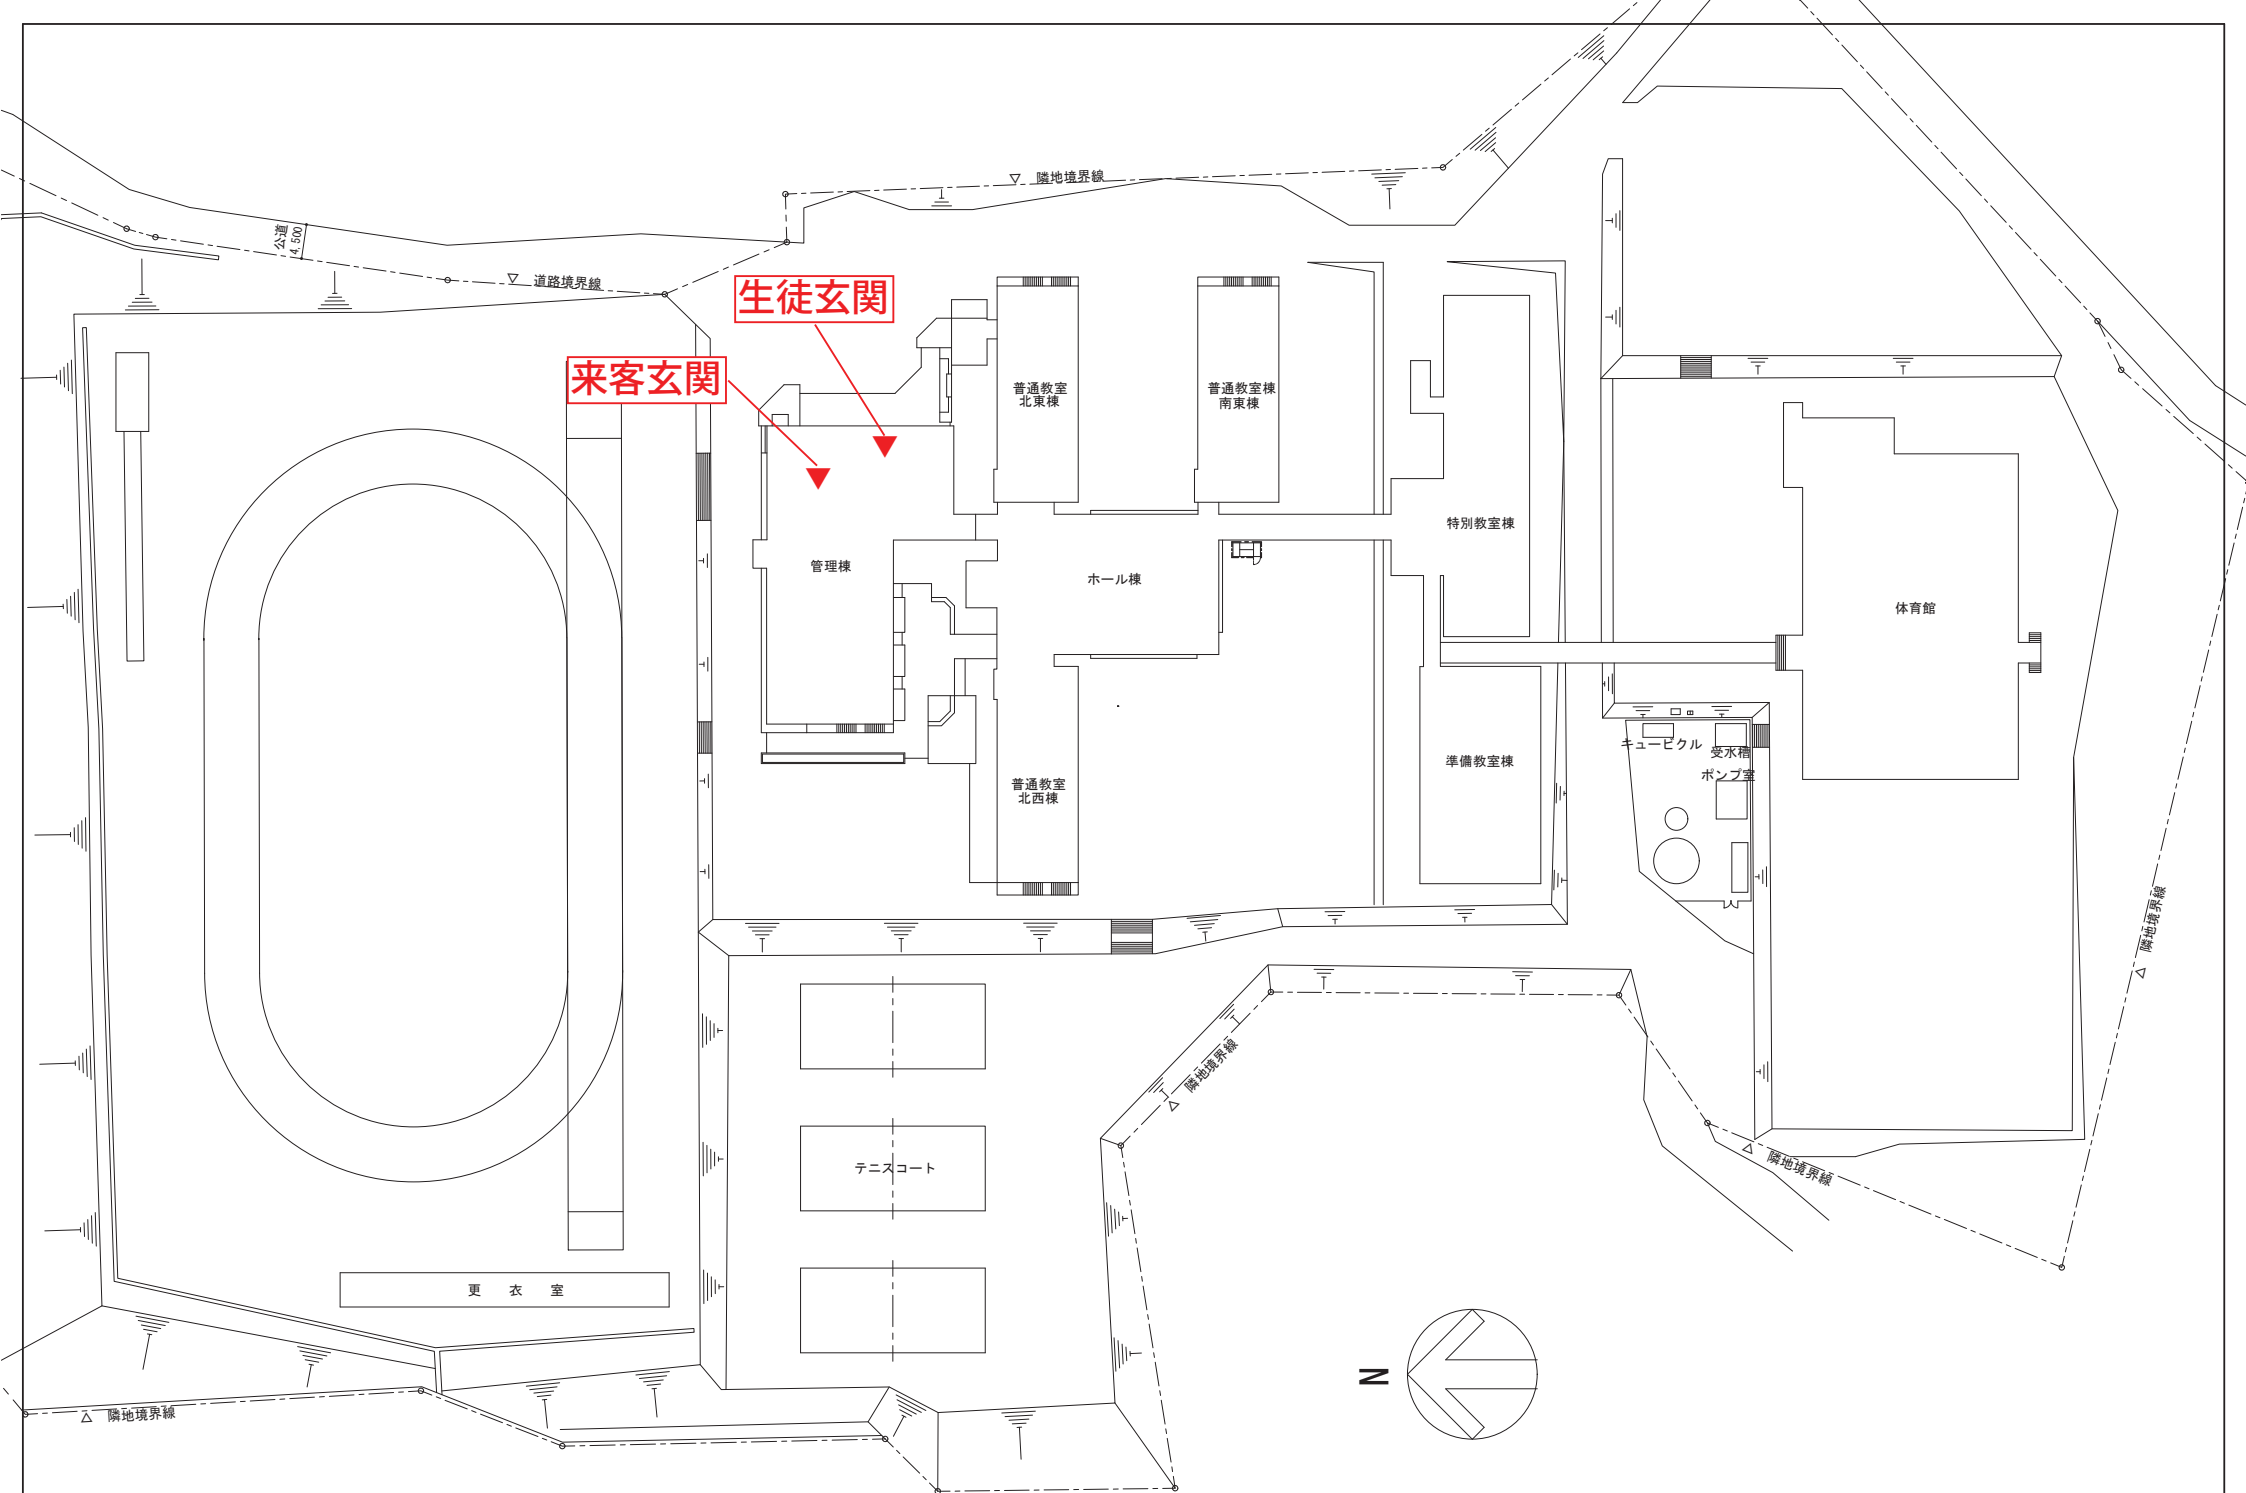 隣地境界線
公道
4.500
道路境界線
生徒玄関
来客玄関
普通教室
北東棟
普通教室棟
南東棟
特別教室棟
管理棟
ホール棟
体育館
キュービクル
受水槽
ポンプ室
準備教室棟
普通教室
北西棟
隣地境界線
隣地境界線
隣地境界線
テニスコート
更 衣 室
隣地境界線
N